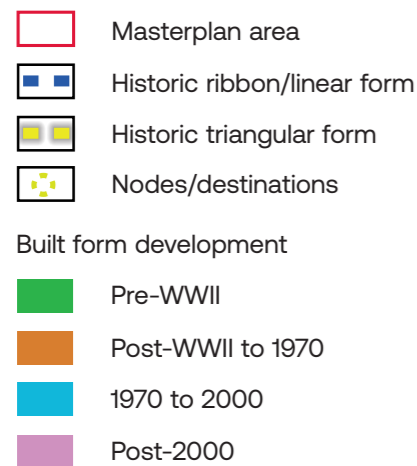 Masterplan area
Historic ribbon/linear form
Historic triangular form
Nodes/destinations
Built form development
Pre-WWII
Post-WWII to 1970
1970 to 2000
Post-2000